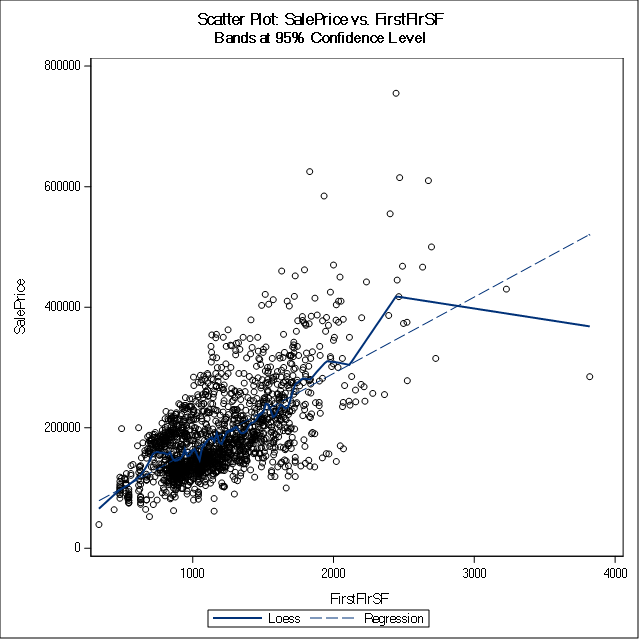 Scatter Plot: SalePrice vs. FirstFlrSF
Bands at 95% Confidence Level
800000
600000
400000
200000
0
SalePrice
1000 2000 3000 4000
FirstFlrSF
Loess Regression